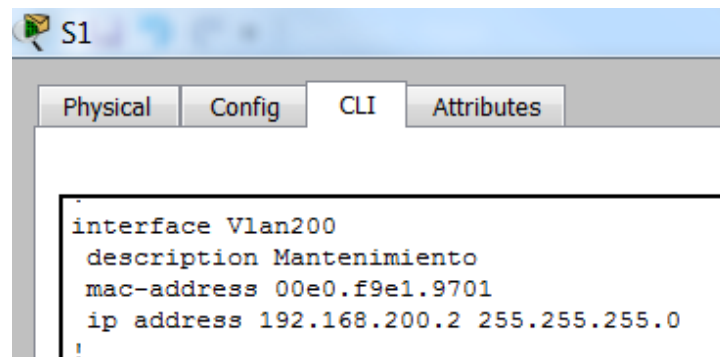 S1
Physical Config CLI Attributes
!
interface Vlan200
description Mantenimiento
mac-address 00e0.f9e1.9701
ip address 192.168.200.2 255.255.255.0
!